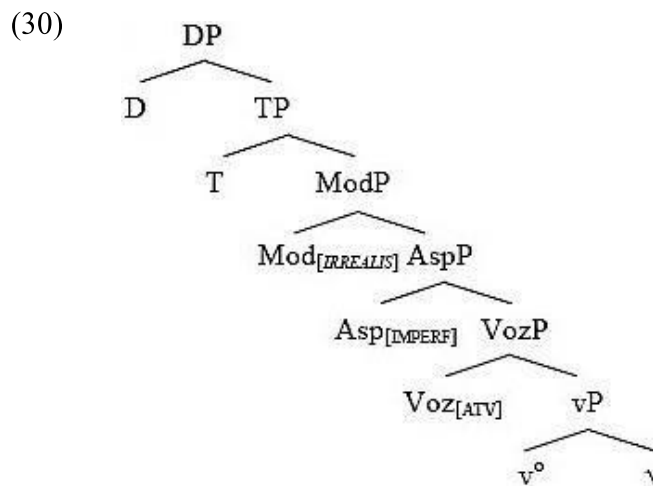 (30)
DP
D TP
T ModP
Mod[IRREALIS] AspP
Asp[IMPERF] VozP
Voz[ATV] vP
v°